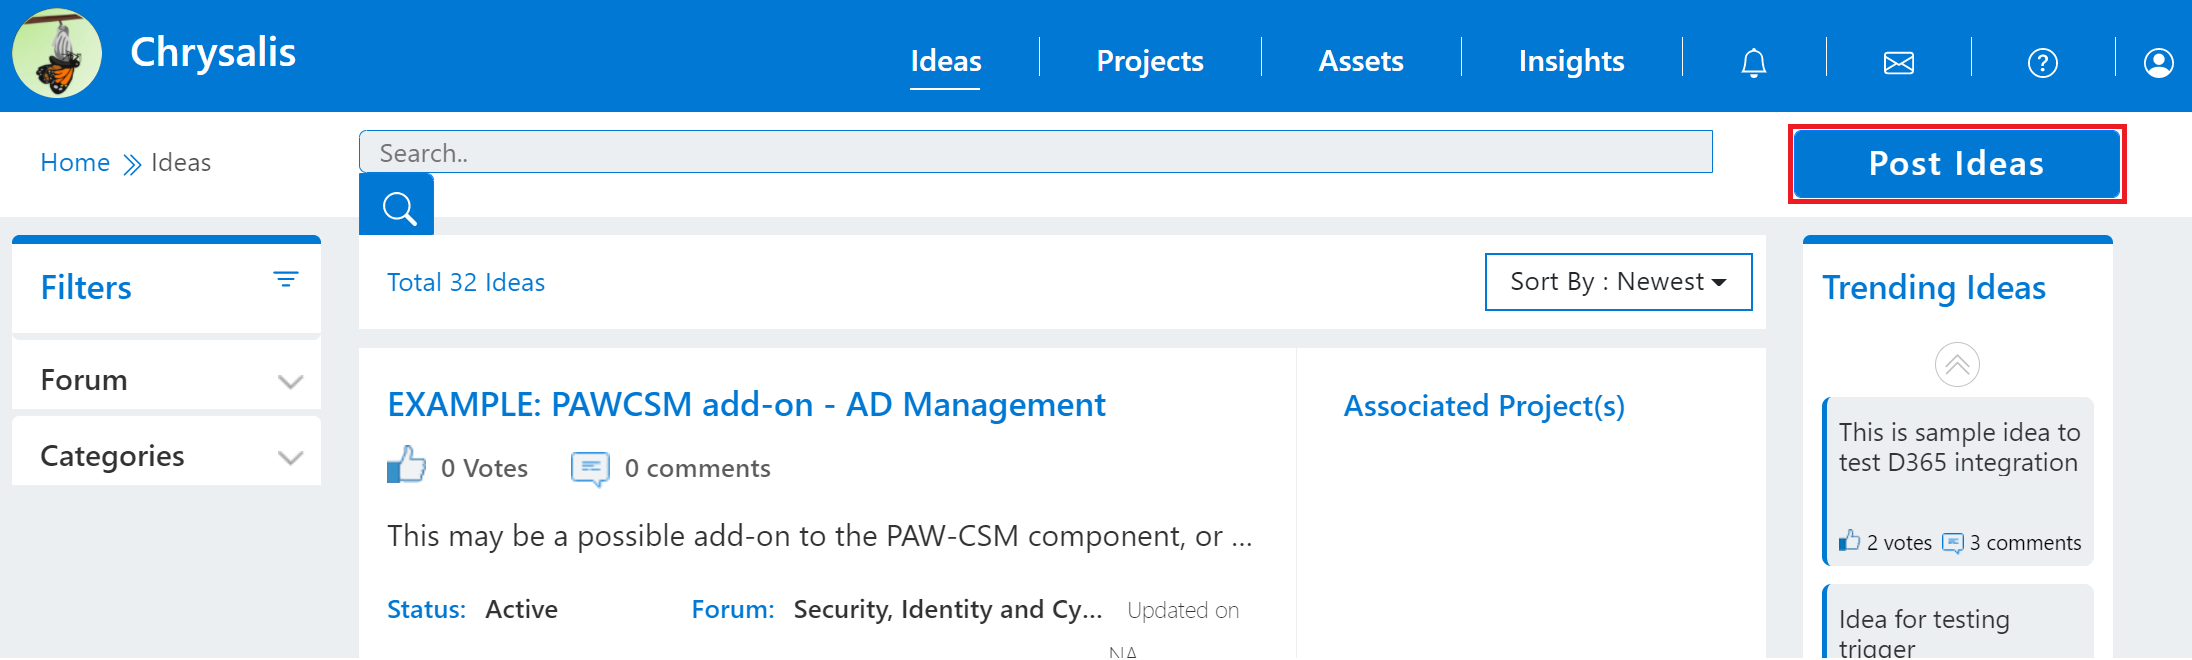 Chrysalis
Ideas
Projects
Assets
Insights
Home Ideas
Search..
Post Ideas
Filters
Forum
Categories
Total 32 Ideas
Sort By : Newest
EXAMPLE: PAWCSM add-on - AD Management
0 Votes
0 comments
This may be a possible add-on to the PAW-CSM component, or ...
Status: Active
Forum: Security, Identity and Cy...
Updated on
NA
Associated Project(s)
Trending Ideas
This is sample idea to
test D365 integration
2 votes 3 comments
Idea for testing
trigger